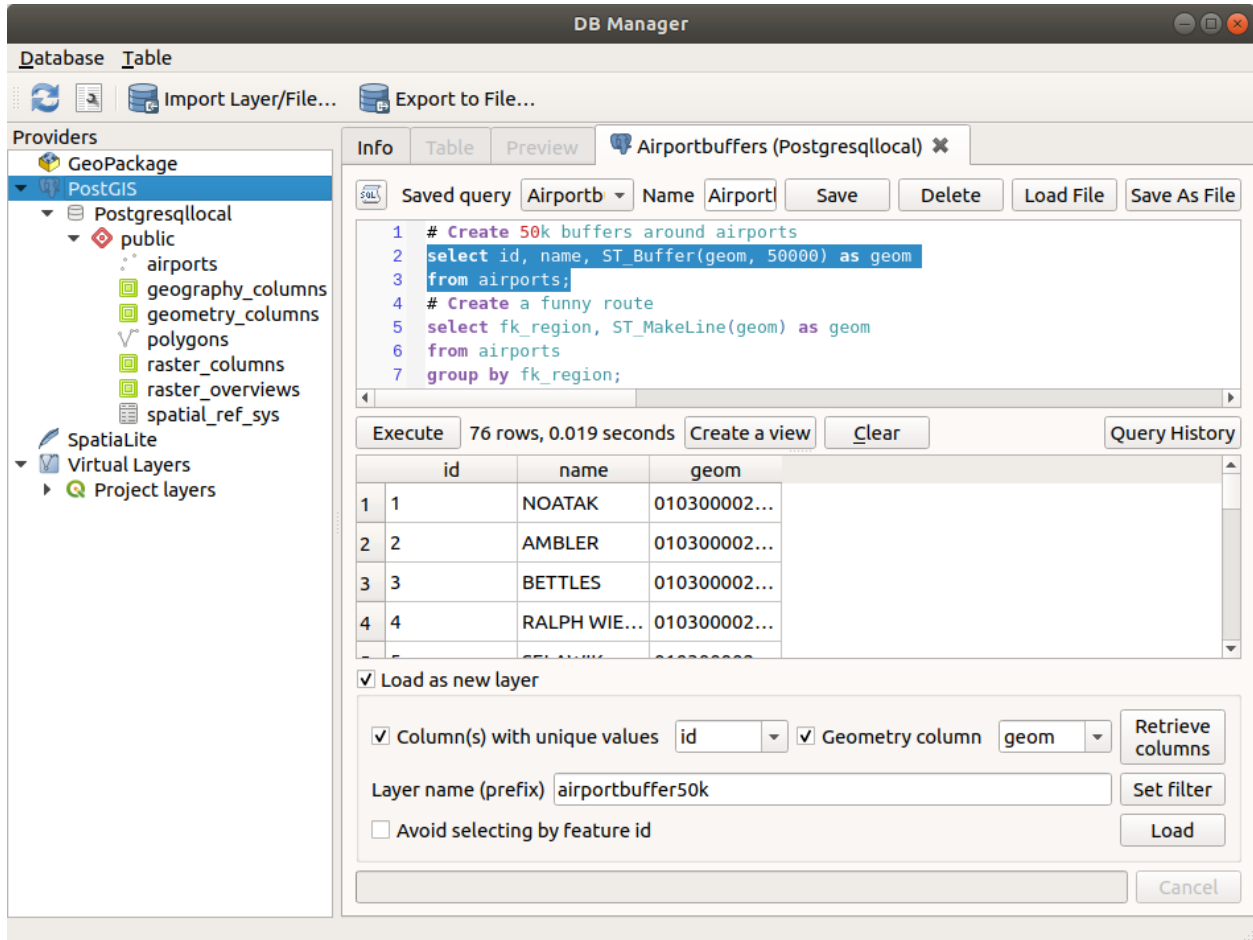 DB Manager
Database Table
Import Layer/File... Export to File...
Providers
GeoPackage
PostGIS
Postgresqllocal
public
airports
geography_columns
geometry_columns
polygons
raster_columns
raster_overviews
spatial_ref_sys
SpatiaLite
Virtual Layers
Project layers
Info Table Preview Airportbuffers (Postgresqllocal)
SQL Saved query Airportb Name Airportl Save Delete Load File Save As File
1 # Create 50k buffers around airports
2 select id, name, ST_Buffer(geom, 50000) as geom
3 from airports;
4 # Create a funny route
5 select fk_region, ST_MakeLine(geom) as geom
6 from airports
7 group by fk_region;
Execute 76 rows, 0.019 seconds Create a view Clear Query History
id name geom
1 1 NOATAK 010300002...
2 2 AMBLER 010300002...
3 3 BETTLES 010300002...
4 4 RALPH WIE... 010300002...
Load as new layer
Column(s) with unique values id Geometry column geom Retrieve columns
Layer name (prefix) airportbuffer50k Set filter
Avoid selecting by feature id Load
Cancel